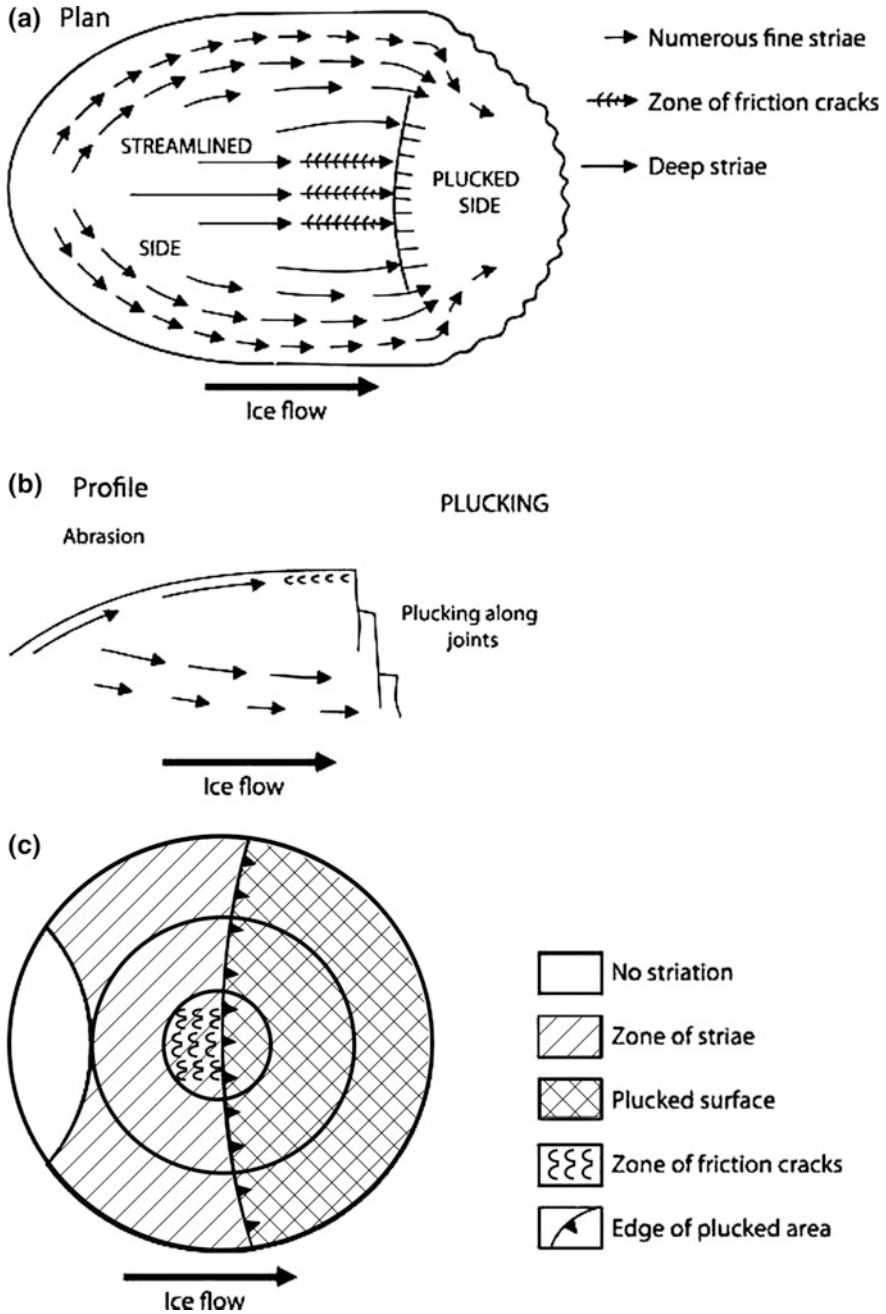 (a) Plan
Numerous fine striae
Zone of friction cracks
Deep striae
STREAMLINED
SIDE
PLUCKED
SIDE
Ice flow
(b) Profile
PLUCKING
Abrasion
Plucking along
joints
Ice flow
(c)
No striation
Zone of striae
Plucked surface
Zone of friction cracks
Edge of plucked area
Ice flow